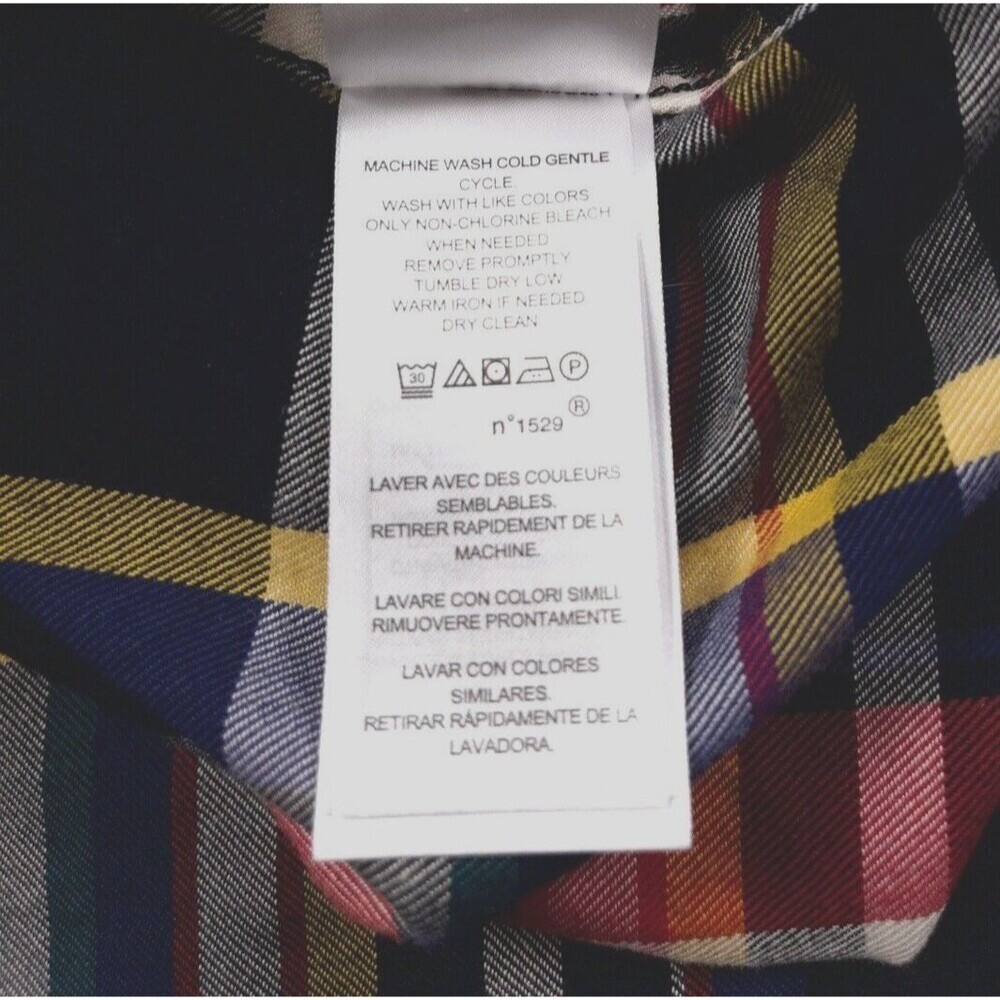 MACHINE WASH COLD GENTLE
CYCLE.
WASH WITH LIKE COLORS
ONLY NON-CHLORINE BLEACH
WHEN NEEDED
REMOVE PROMPTLY
TUMBLE DRY LOW
WARM IRON IF NEEDED
DRY CLEAN
30 P
n°1529 ®
LAVER AVEC DES COULEURS
SEMBLABLES.
RETIRER RAPIDEMENT DE LA
MACHINE.
LAVARE CON COLORI SIMILI.
RIMUOVERE PRONTAMENTE.
LAVAR CON COLORES
SIMILARES.
RETIRAR RÁPIDAMENTE DE LA
LAVADORA.